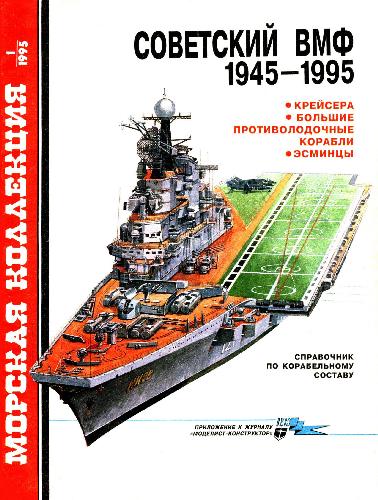 1
1995
МОРСКАЯ КОЛЛЕКЦИЯ
СОВЕТСКИЙ ВМФ
1945–1995
• КРЕЙСЕРА
• БОЛЬШИЕ
ПРОТИВОЛОДОЧНЫЕ
КОРАБЛИ
• ЭСМИНЦЫ
СПРАВОЧНИК
ПО КОРАБЕЛЬНОМУ
СОСТАВУ
ПРИЛОЖЕНИЕ К ЖУРНАЛУ
«МОДЕЛИСТ-КОНСТРУКТОР»